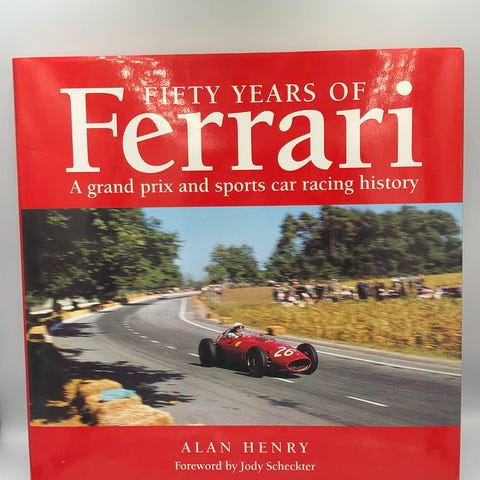 FIFTY YEARS OF
Ferrari
A grand prix and sports car racing history
26
ALAN HENRY
Foreword by Jody Scheckter